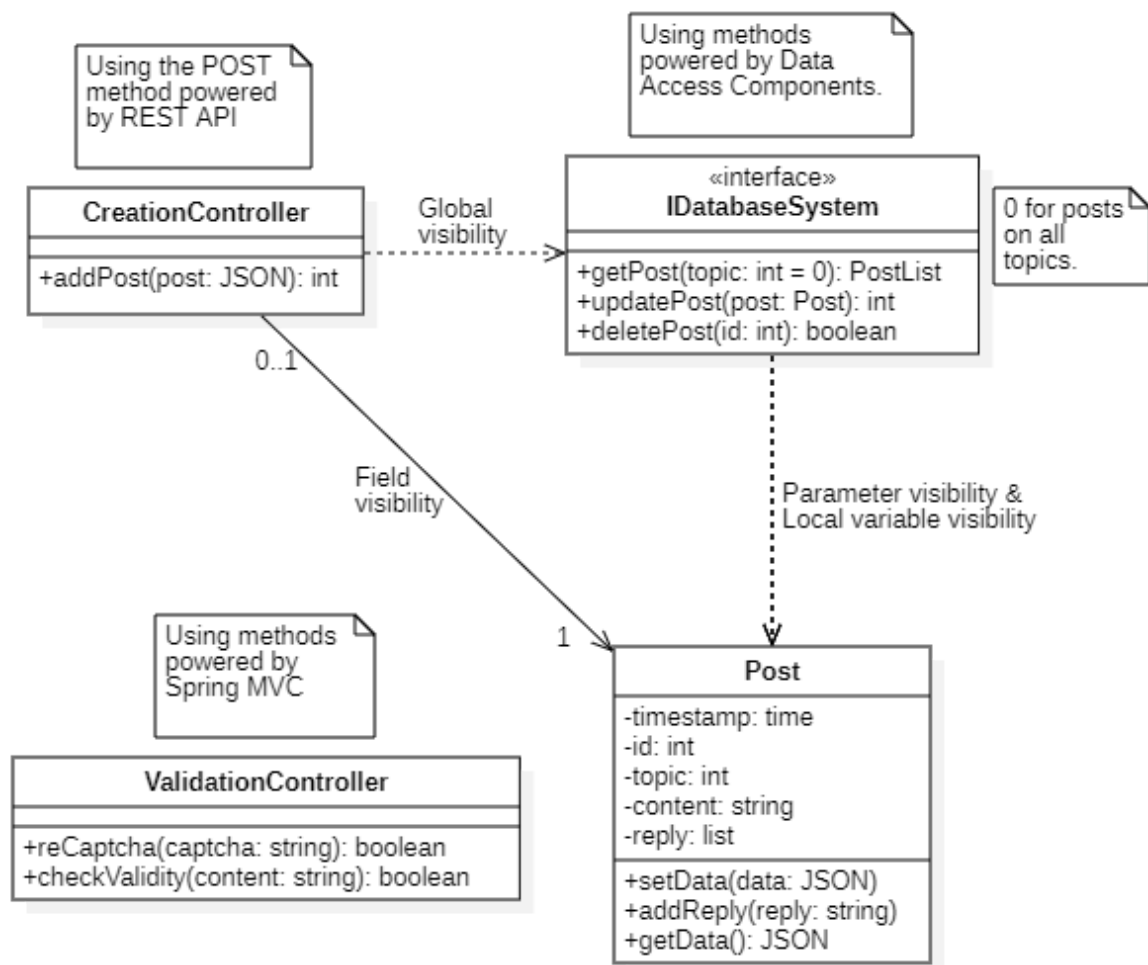 Using the POST
method powered
by REST API
Using methods
powered by Data
Access Components.
CreationController
+addPost(post: JSON): int
Global
visibility
«interface»
IDatabaseSystem
+getPost(topic: int = 0): PostList
+updatePost(post: Post): int
+deletePost(id: int): boolean
0 for posts
on all
topics.
0..1
Field
visibility
1
Parameter visibility &
Local variable visibility
Using methods
powered by
Spring MVC
ValidationController
+reCaptcha(captcha: string): boolean
+checkValidity(content: string): boolean
Post
-timestamp: time
-id: int
-topic: int
-content: string
-reply: list
+setData(data: JSON)
+addReply(reply: string)
+getData(): JSON